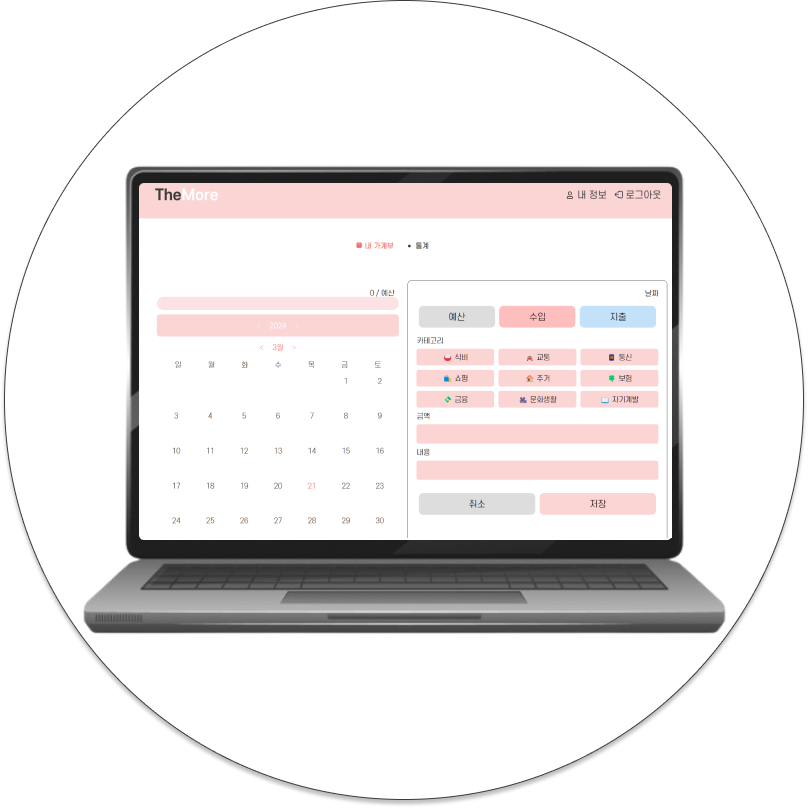 TheMore
내 정보 로그아웃
내 가계부 • 통계
0 / 예산
< 2024 >
< 3월 >
일 월 화 수 목 금 토
1 2
3 4 5 6 7 8 9
10 11 12 13 14 15 16
17 18 19 20 21 22 23
24 25 26 27 28 29 30
날짜
예산 수입 지출
카테고리
식비 교통 통신
쇼핑 주거 보험
금융 문화생활 자기계발
금액
내용
취소 저장